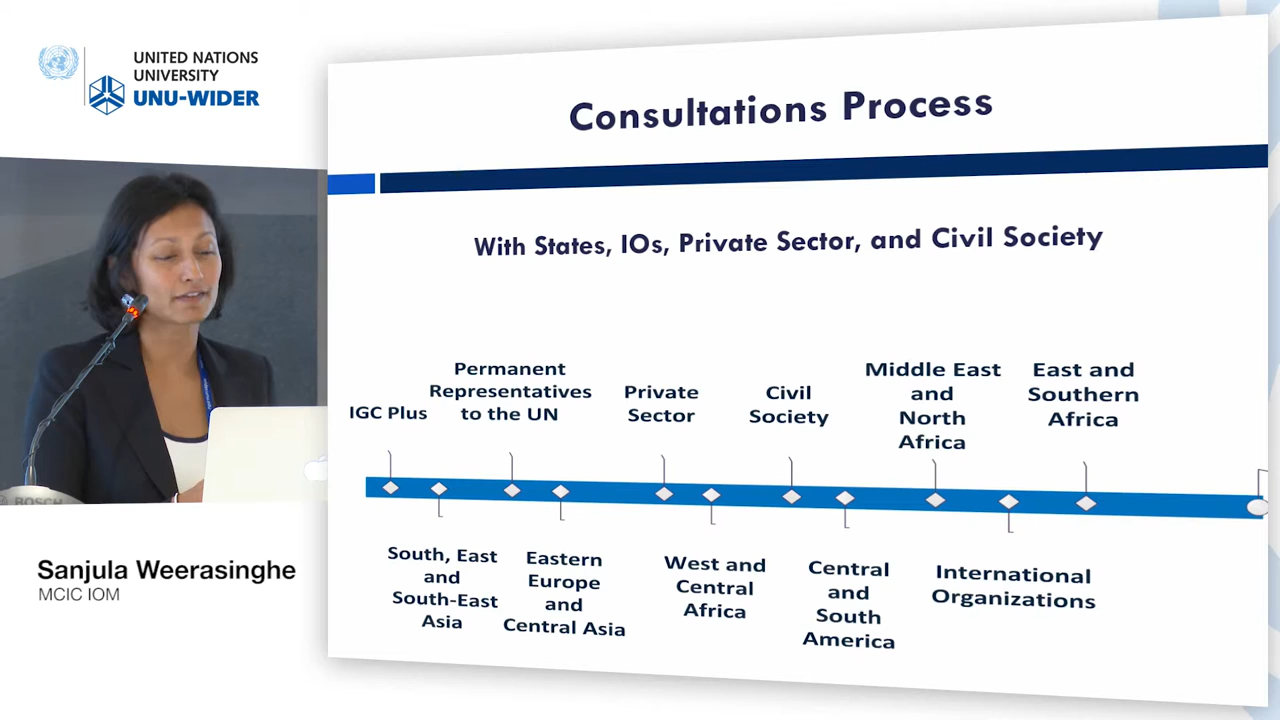 UNITED NATIONS
UNIVERSITY
UNU-WIDER
Consultations Process
With States, IOs, Private Sector, and Civil Society
IGC Plus
Permanent
Representatives
to the UN
Private
Sector
Civil
Society
Middle East
and
North
Africa
East and
Southern
Africa
South, East
and
South-East
Asia
Eastern
Europe
and
Central Asia
West and
Central
Africa
Central
and
South
America
International
Organizations
BOSCH
Sanjula Weerasinghe
MCIC IOM